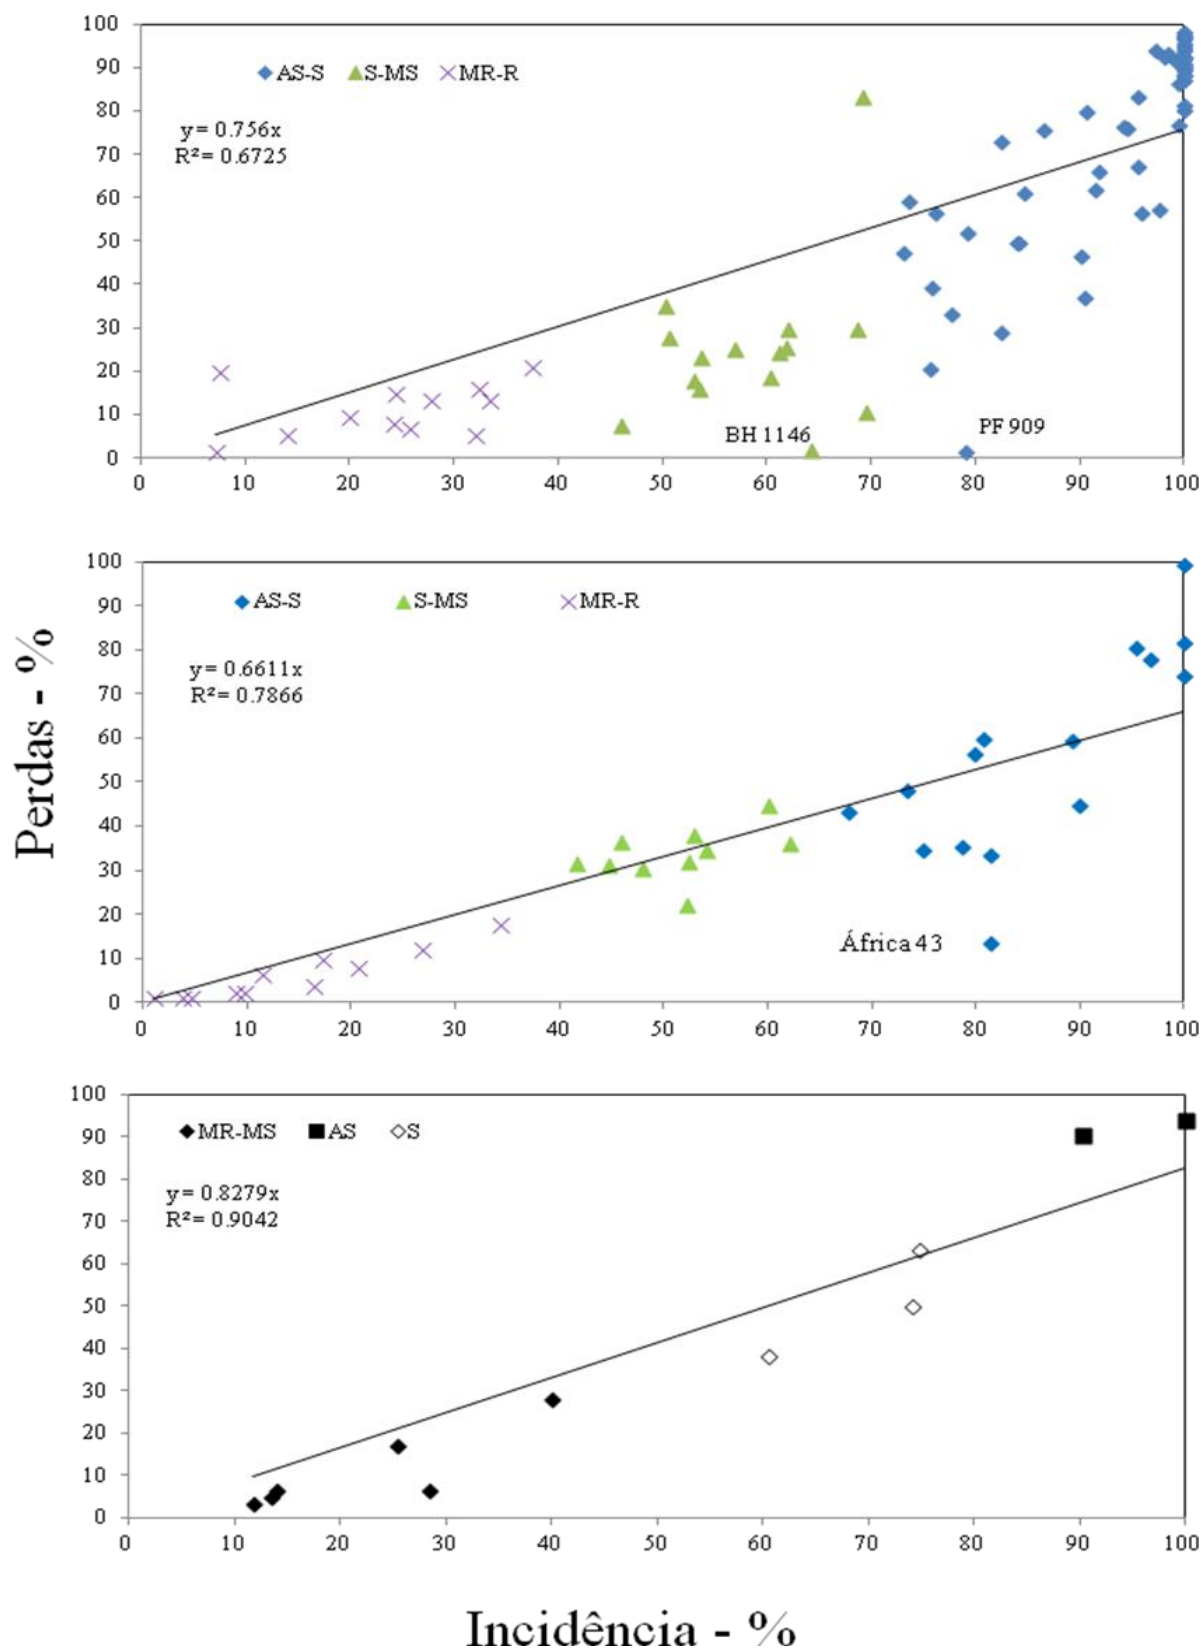 100
90
80
70
60
50
40
30
20
10
0
AS-S S-MS MR-R
y= 0.756x
R²= 0.6725
BH 1146
PF 909
0 10 20 30 40 50 60 70 80 90 100
100
90
80
70
60
50
40
30
20
10
0
AS-S S-MS MR-R
y= 0.6611x
R²= 0.7866
África 43
0 10 20 30 40 50 60 70 80 90 100
Perdas - %
100
90
80
70
60
50
40
30
20
10
0
MR-MS AS S
y= 0.8279x
R²= 0.9042
0 10 20 30 40 50 60 70 80 90 100
Incidência - %